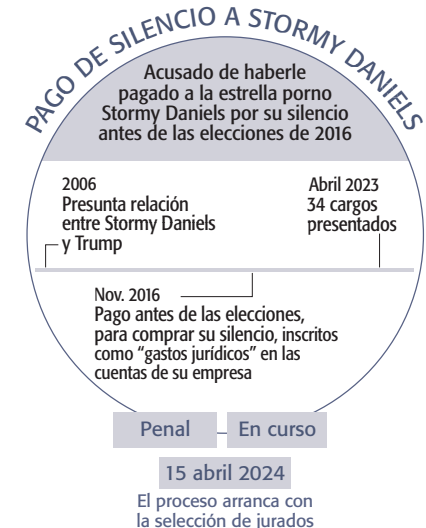 PAGO DE SILENCIO A STORMY DANIELS
Acusado de haberle
pagado a la estrella porno
Stormy Daniels por su silencio
antes de las elecciones de 2016
2006
Presunta relación
entre Stormy Daniels
y Trump
Abril 2023
34 cargos
presentados
Nov. 2016
Pago antes de las elecciones,
para comprar su silencio, inscritos
como “gastos jurídicos” en las
cuentas de su empresa
Penal
En curso
15 abril 2024
El proceso arranca con
la selección de jurados